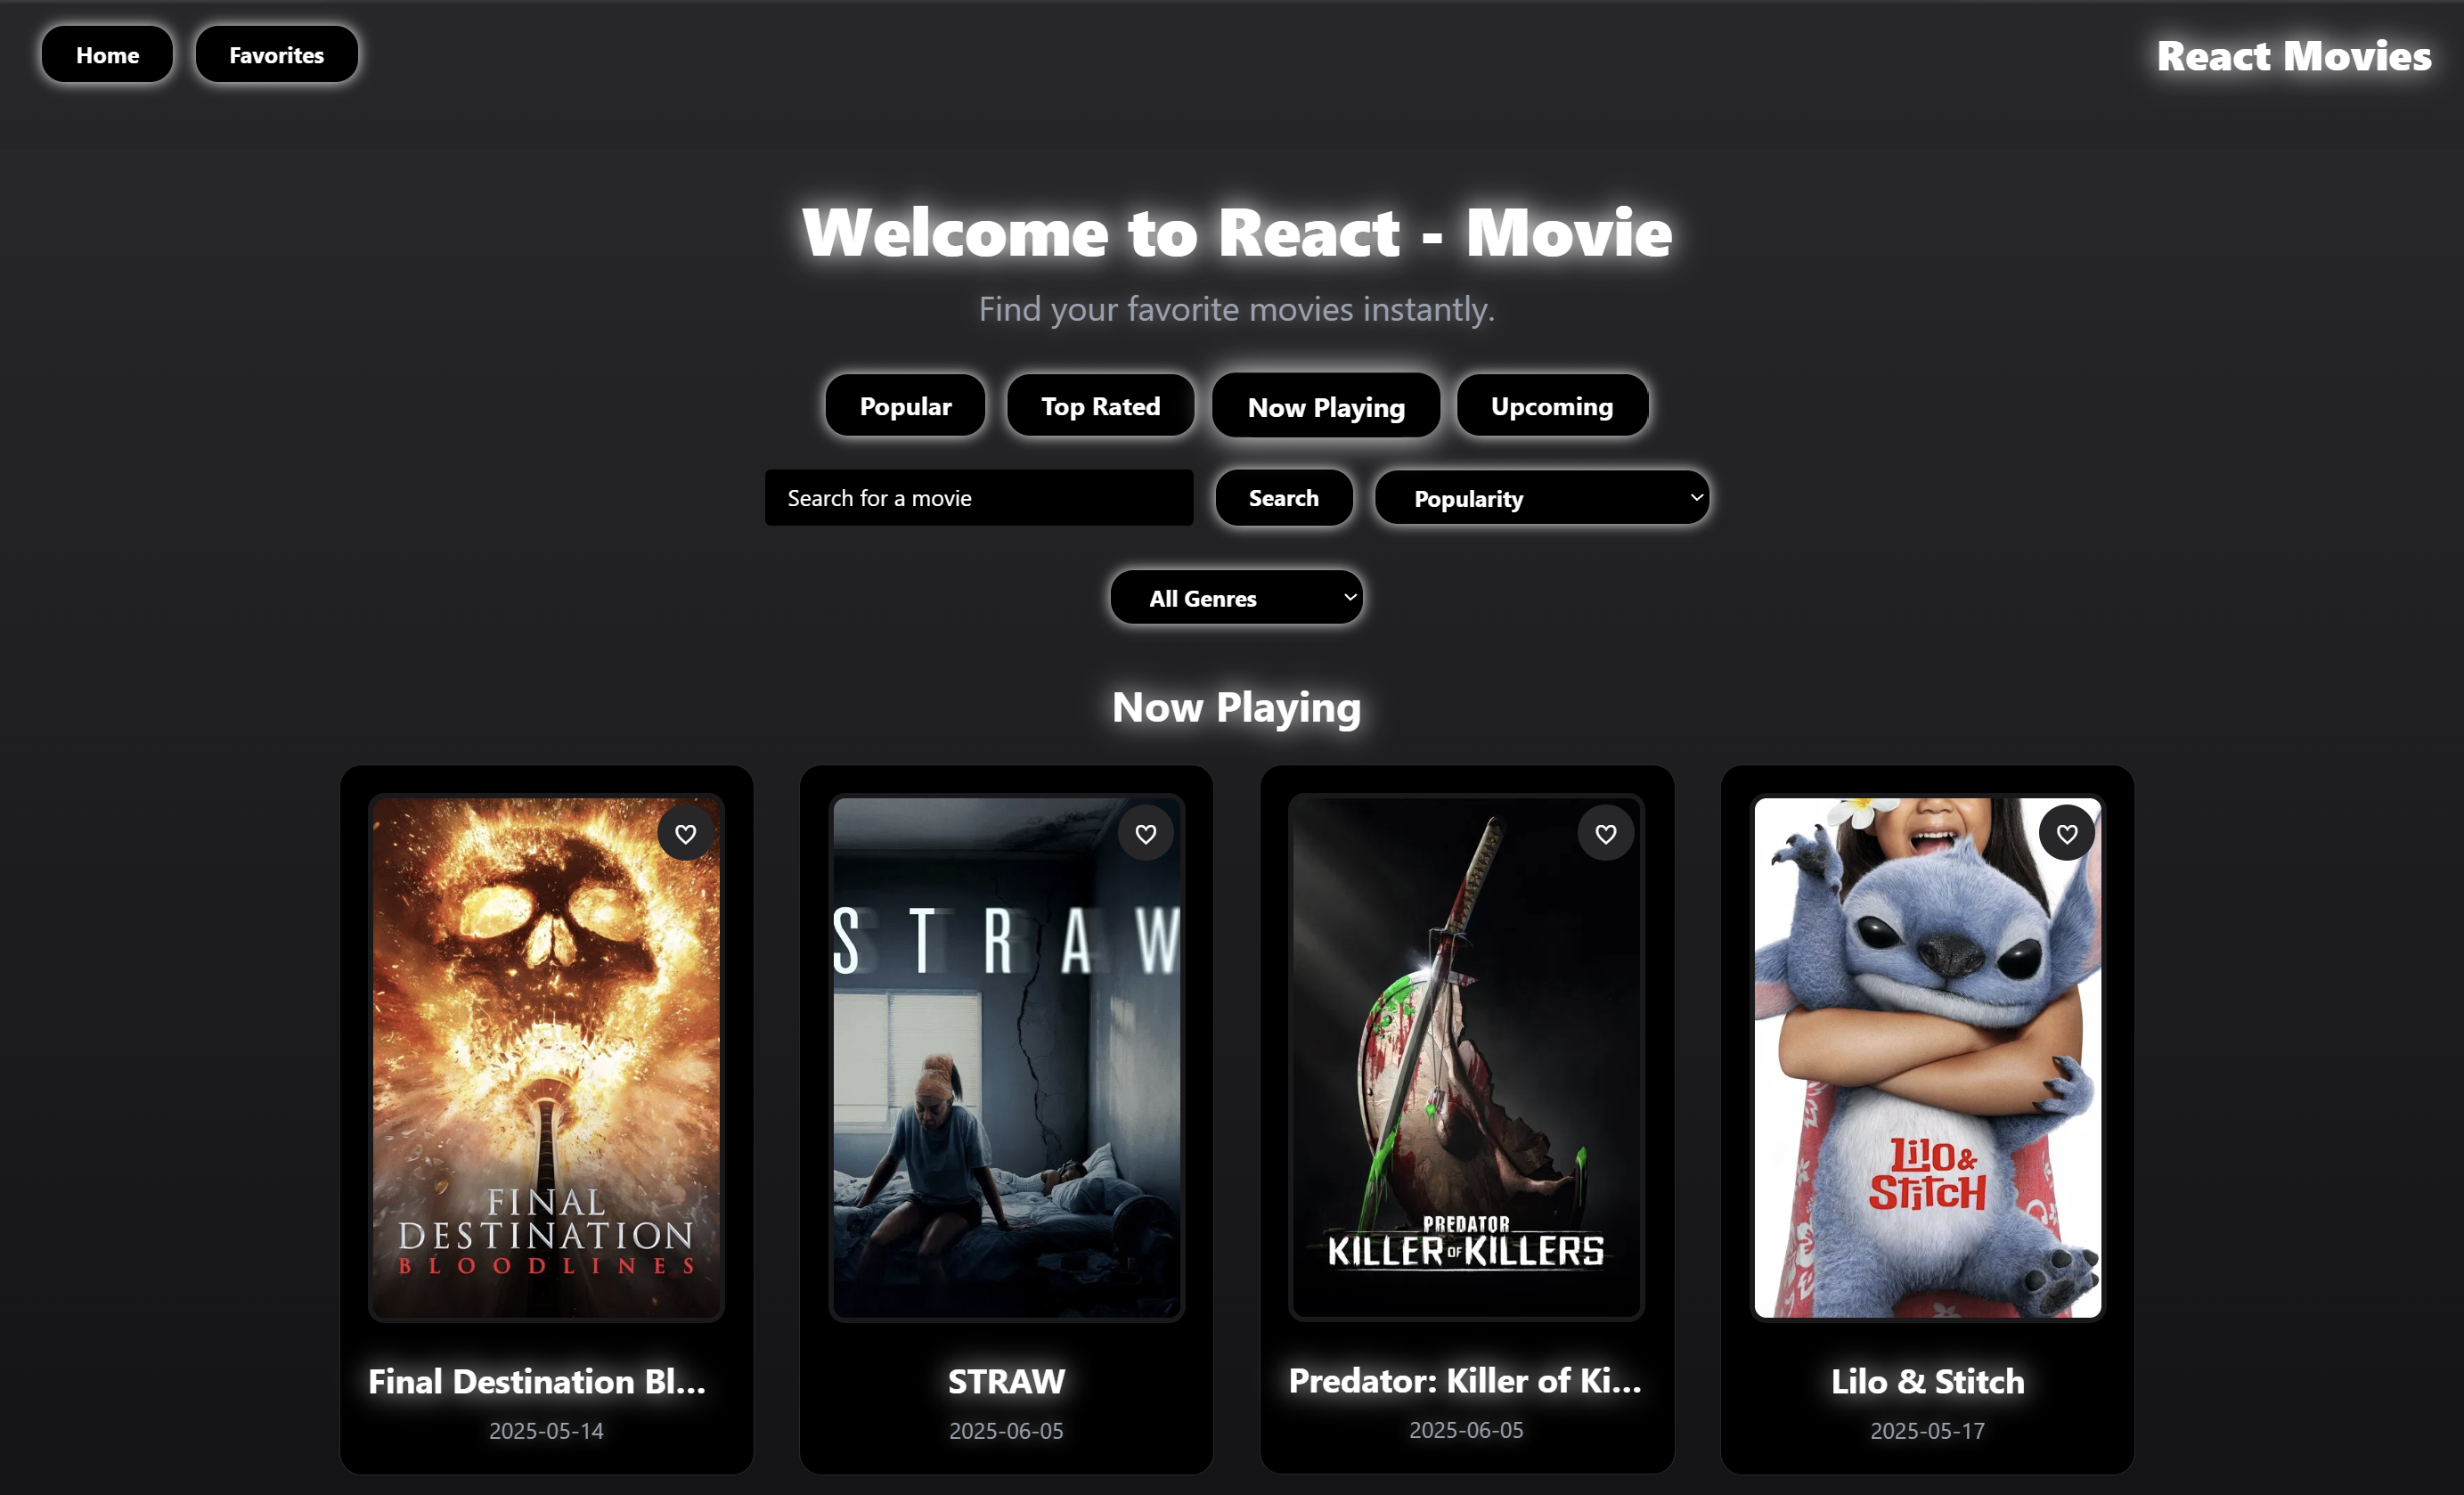 Home Favorites React Movies
Welcome to React - Movie
Find your favorite movies instantly.
Popular Top Rated Now Playing Upcoming
Search for a movie Search Popularity
All Genres
Now Playing
FINAL
DESTINATION
BLOODLINES
Final Destination Bl...
2025-05-14
STRAW
STRAW
2025-06-05
PREDATOR
KILLER OF KILLERS
Predator: Killer of Ki...
2025-06-05
Lilo &
Stitch
Lilo & Stitch
2025-05-17